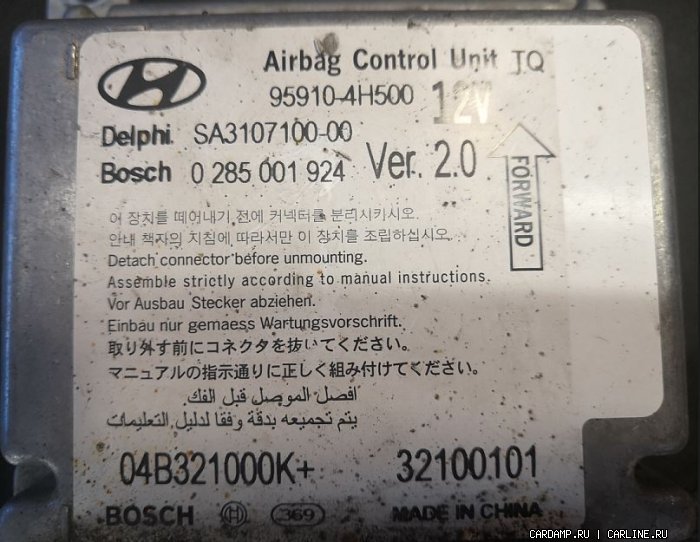 Airbag Control Unit TQ
95910-4H500 12V
Delphi SA3107100-00
Bosch 0 285 001 924 Ver. 2.0
FORWARD
이 장치를 떼어내기 전에 커넥터를 분리시키시오.
안내 책자의 지침에 따라서만 이 장치를 조립하십시오.
Detach connector before unmounting.
Assemble strictly according to manual instructions.
Vor Ausbau Stecker abziehen.
Einbau nur gemaess Wartungsvorschrift.
取り外す前にコネクタを抜いてください。
マニュアルの指示通りに正しく組み付けてください。
افصل الموصل قبل الفك.
يتم تجميعه بدقة وفقا لدليل التعليمات
04B321000K+ 32100101
BOSCH 369 MADE IN CHINA
CARDAMP.RU | CARLINE.RU